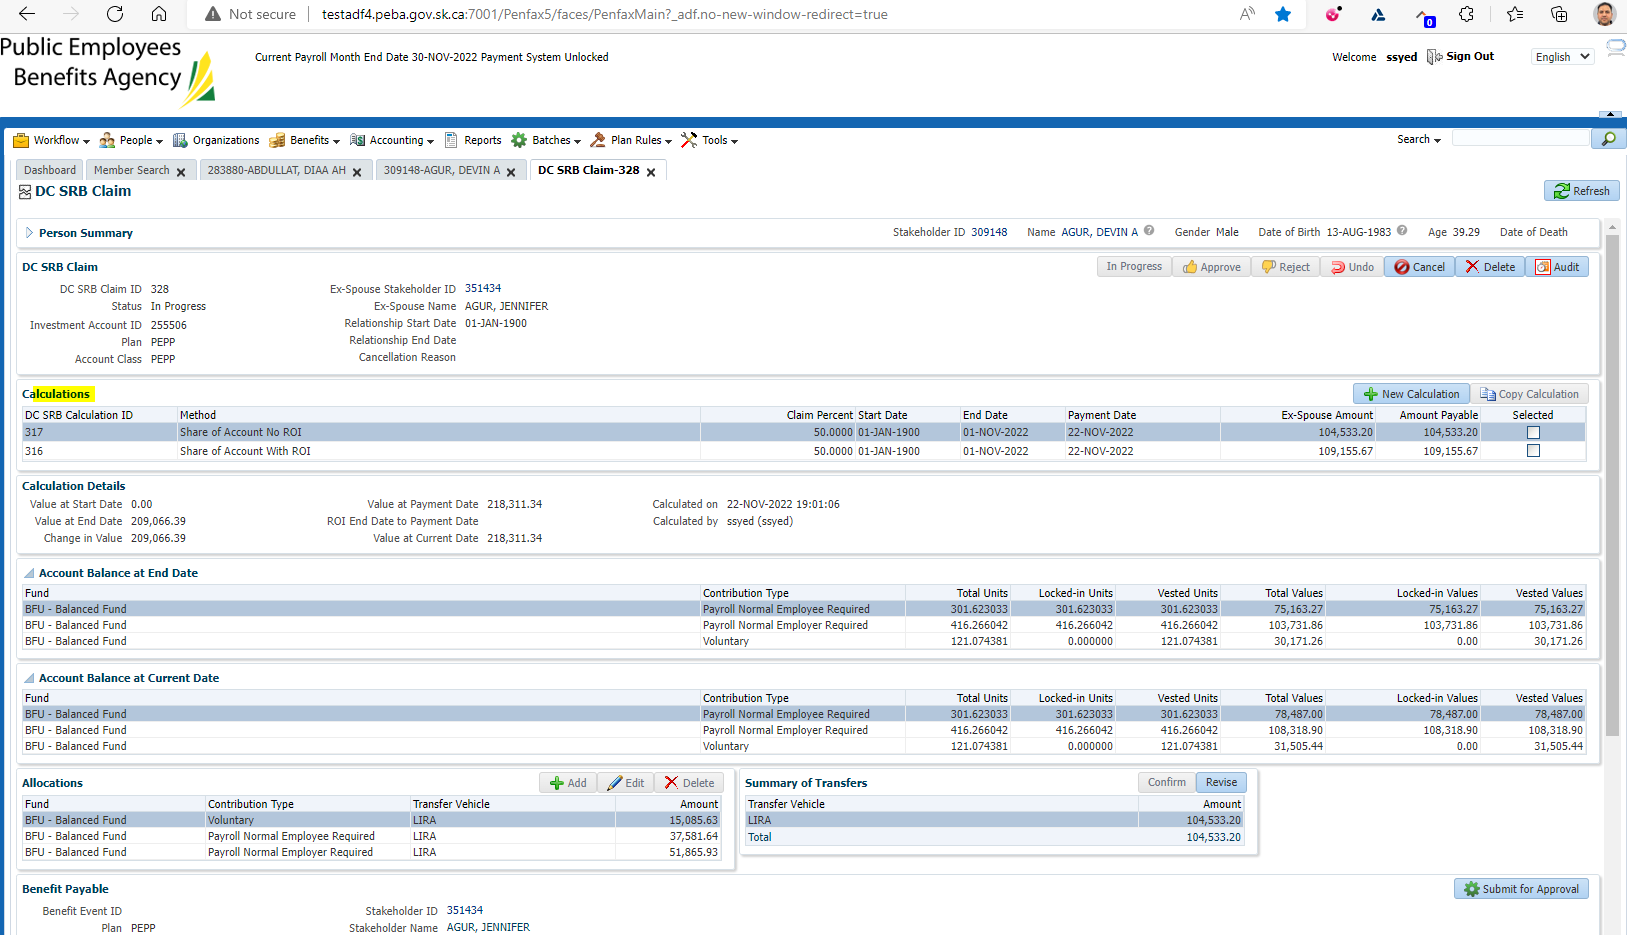 Not secure | testadf4.peba.gov.sk.ca:7001/Penfax5/faces/PenfaxMain?_adf.no-new-window-redirect=true
0
Public Employees
Benefits Agency
Current Payroll Month End Date 30-NOV-2022 Payment System Unlocked
Welcome ssyed Sign Out English
Workflow People Organizations Benefits Accounting Reports Batches Plan Rules Tools Search
Dashboard Member Search 283880-ABDULLAT, DIAA AH 309148-AGUR, DEVIN A DC SRB Claim-328
DC SRB Claim Refresh
Person Summary Stakeholder ID 309148 Name AGUR, DEVIN A Gender Male Date of Birth 13-AUG-1983 Age 39.29 Date of Death
DC SRB Claim In Progress Approve Reject Undo Cancel Delete Audit
DC SRB Claim ID 328 Ex-Spouse Stakeholder ID 351434
Status In Progress Ex-Spouse Name AGUR, JENNIFER
Investment Account ID 255506 Relationship Start Date 01-JAN-1900
Plan PEPP Relationship End Date
Account Class PEPP Cancellation Reason
Calculations New Calculation Copy Calculation
DC SRB Calculation ID Method Claim Percent Start Date End Date Payment Date Ex-Spouse Amount Amount Payable Selected
317 Share of Account No ROI 50.0000 01-JAN-1900 01-NOV-2022 22-NOV-2022 104,533.20 104,533.20
316 Share of Account With ROI 50.0000 01-JAN-1900 01-NOV-2022 22-NOV-2022 109,155.67 109,155.67
Calculation Details
Value at Start Date 0.00 Value at Payment Date 218,311.34 Calculated on 22-NOV-2022 19:01:06
Value at End Date 209,066.39 ROI End Date to Payment Date Calculated by ssyed (ssyed)
Change in Value 209,066.39 Value at Current Date 218,311.34
Account Balance at End Date
Fund Contribution Type Total Units Locked-in Units Vested Units Total Values Locked-in Values Vested Values
BFU - Balanced Fund Payroll Normal Employee Required 301.623033 301.623033 301.623033 75,163.27 75,163.27 75,163.27
BFU - Balanced Fund Payroll Normal Employer Required 416.266042 416.266042 416.266042 103,731.86 103,731.86 103,731.86
BFU - Balanced Fund Voluntary 121.074381 0.000000 121.074381 30,171.26 0.00 30,171.26
Account Balance at Current Date
Fund Contribution Type Total Units Locked-in Units Vested Units Total Values Locked-in Values Vested Values
BFU - Balanced Fund Payroll Normal Employee Required 301.623033 301.623033 301.623033 78,487.00 78,487.00 78,487.00
BFU - Balanced Fund Payroll Normal Employer Required 416.266042 416.266042 416.266042 108,318.90 108,318.90 108,318.90
BFU - Balanced Fund Voluntary 121.074381 0.000000 121.074381 31,505.44 0.00 31,505.44
Allocations Add Edit Delete
Fund Contribution Type Transfer Vehicle Amount
BFU - Balanced Fund Voluntary LIRA 15,085.63
BFU - Balanced Fund Payroll Normal Employee Required LIRA 37,581.64
BFU - Balanced Fund Payroll Normal Employer Required LIRA 51,865.93
Summary of Transfers Confirm Revise
Transfer Vehicle Amount
LIRA 104,533.20
Total 104,533.20
Benefit Payable Submit for Approval
Benefit Event ID Stakeholder ID 351434
Plan PEPP Stakeholder Name AGUR, JENNIFER